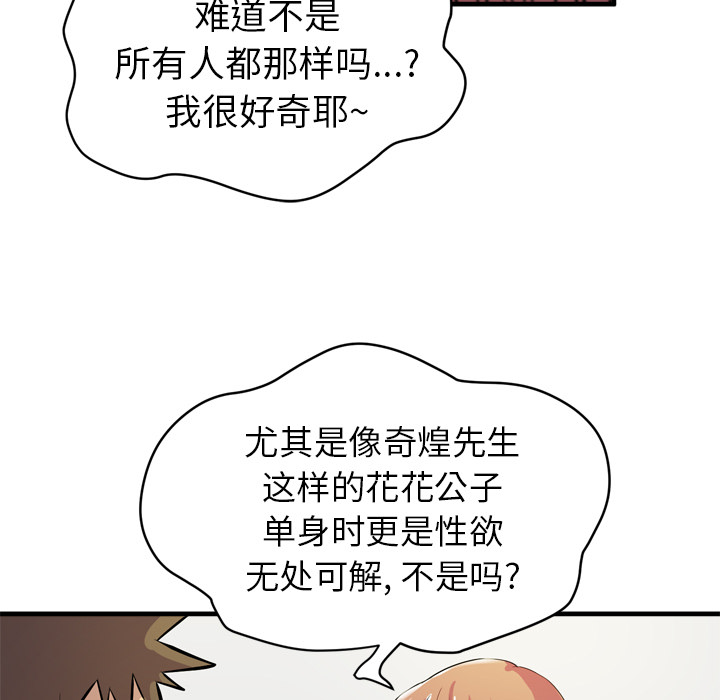 难道不是
所有人都那样吗...?
我很好奇耶~
尤其是像奇煌先生
这样的花花公子
单身时更是性欲
无处可解, 不是吗?